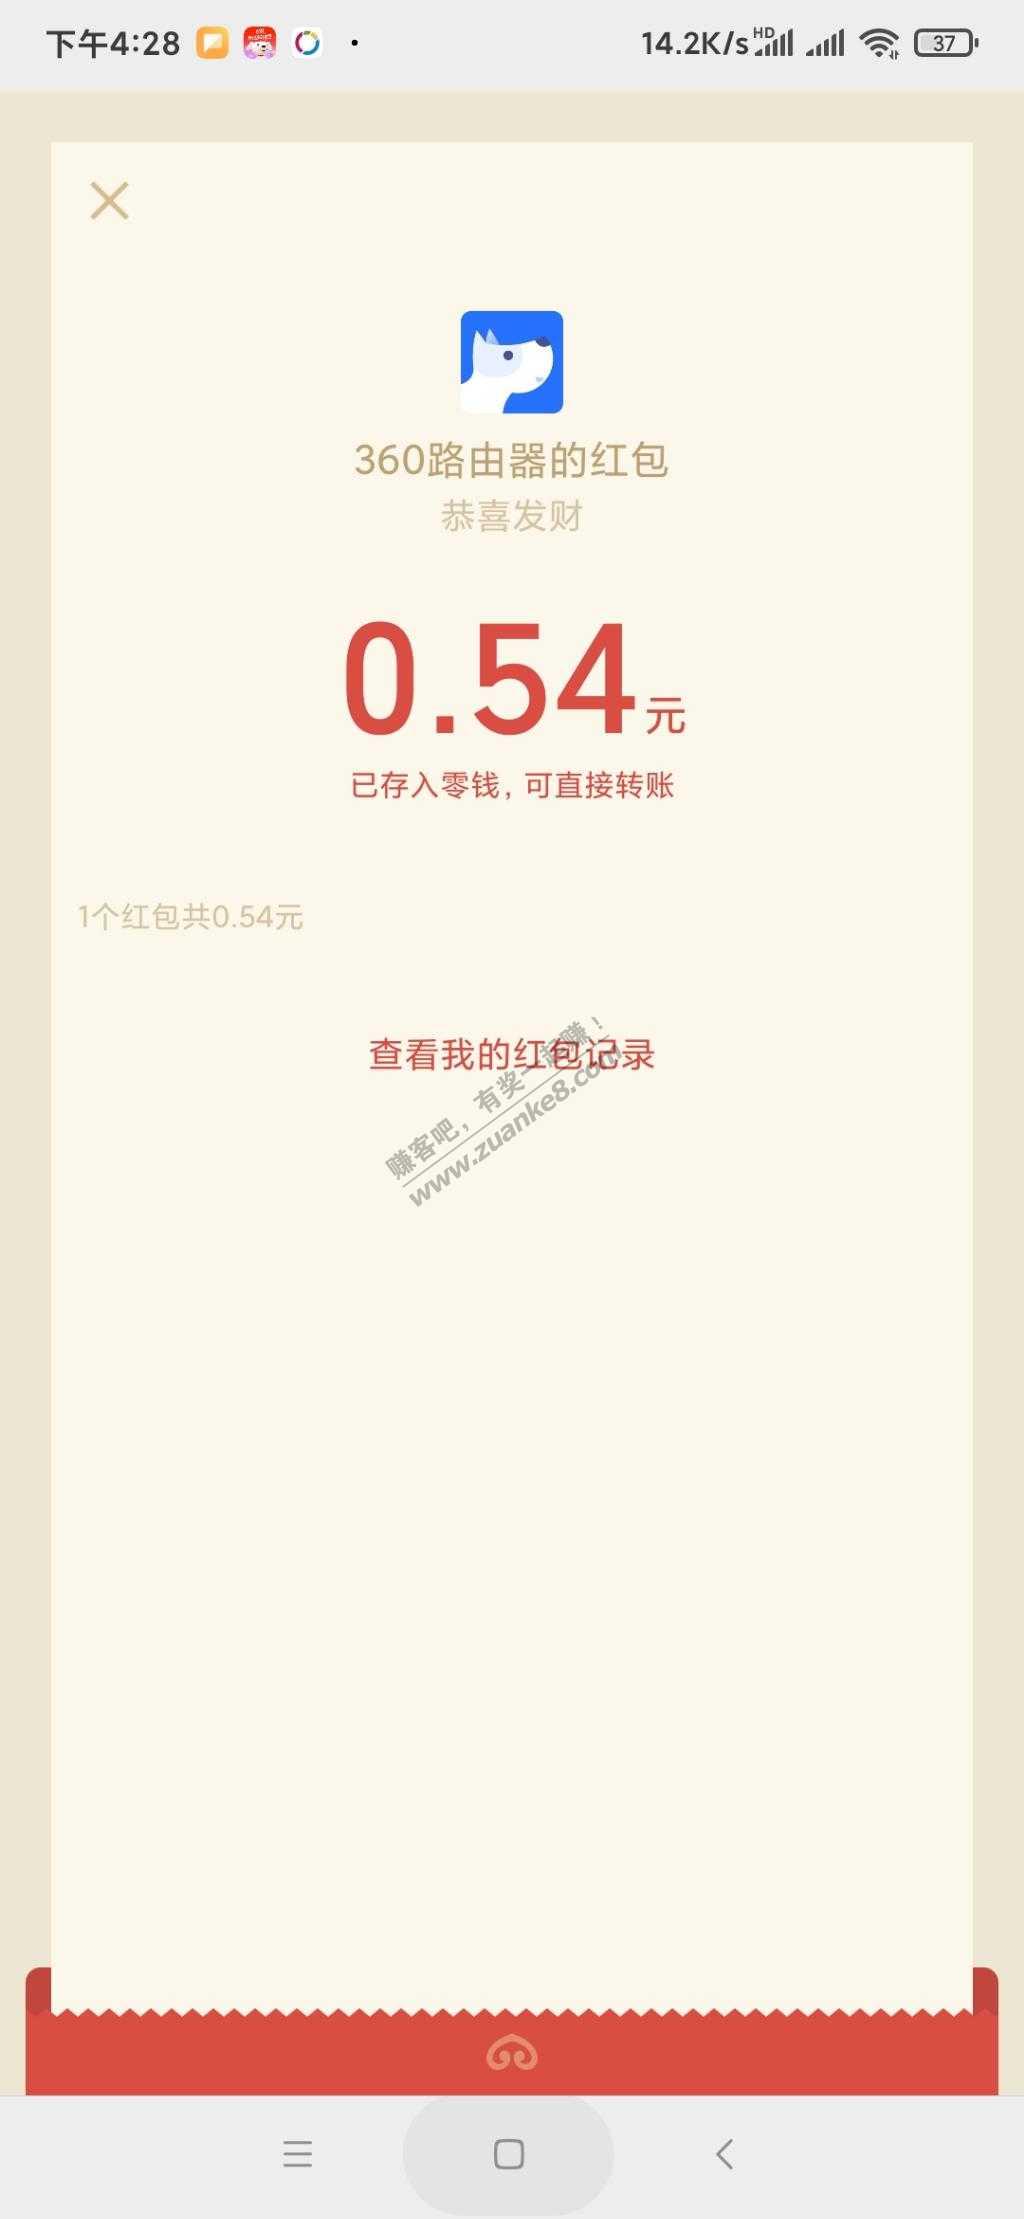 下午4:28
14.2K/s HD 37
360路由器的红包
恭喜发财
0.54元
已存入零钱，可直接转账
1个红包共0.54元
查看我的红包记录
赚客吧，有奖一起赚！
www.zuanke8.com